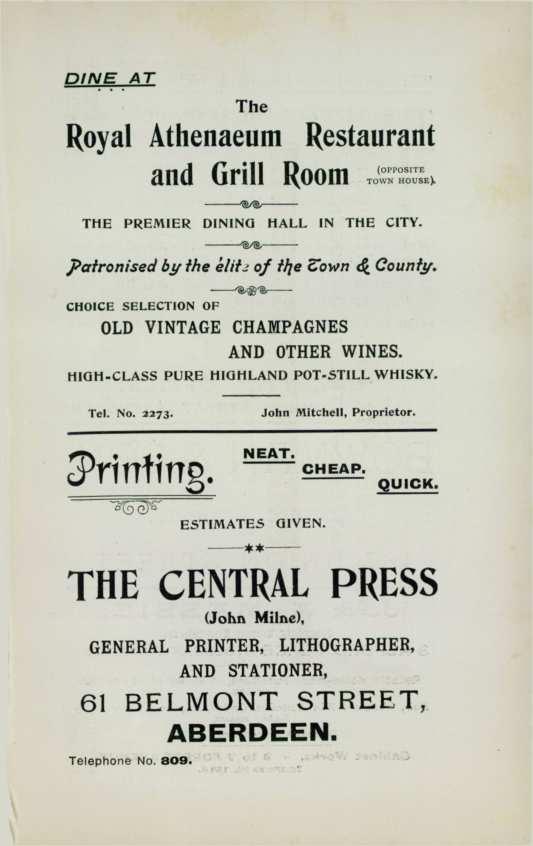 DINE AT
The
Royal Athenaeum Restaurant
and Grill Room (OPPOSITE TOWN HOUSE).
THE PREMIER DINING HALL IN THE CITY.
Patronised by the élite of the Town & County.
CHOICE SELECTION OF
OLD VINTAGE CHAMPAGNES
AND OTHER WINES.
HIGH-CLASS PURE HIGHLAND POT-STILL WHISKY.
Tel. No. 2273. John Mitchell, Proprietor.
Printing. NEAT. CHEAP. QUICK.
ESTIMATES GIVEN.
THE CENTRAL PRESS
(John Milne),
GENERAL PRINTER, LITHOGRAPHER,
AND STATIONER,
61 BELMONT STREET,
ABERDEEN.
Telephone No. 809.